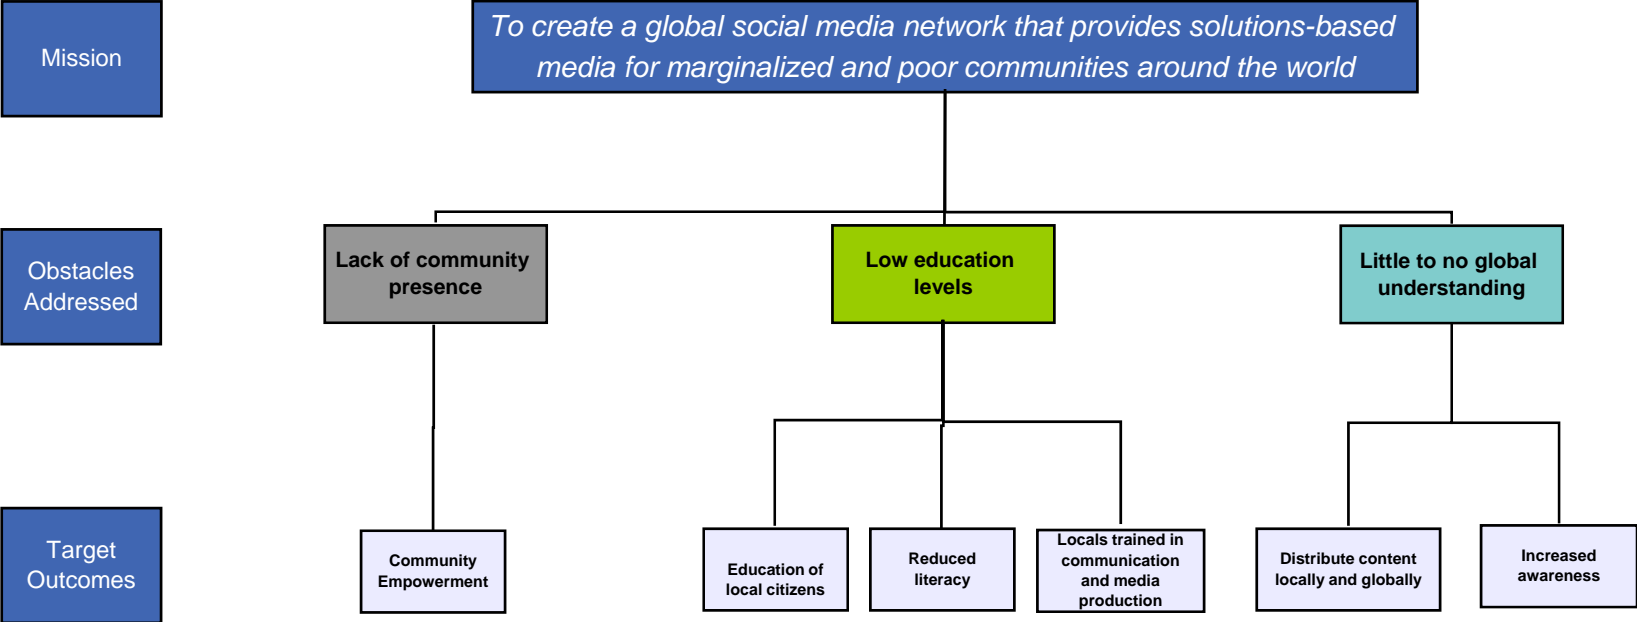 Mission
To create a global social media network that provides solutions-based
media for marginalized and poor communities around the world
Obstacles
Addressed
Lack of community
presence
Low education
levels
Little to no global
understanding
Target
Outcomes
Community
Empowerment
Education of
local citizens
Reduced
literacy
Locals trained in
communication
and media
production
Distribute content
locally and globally
Increased
awareness